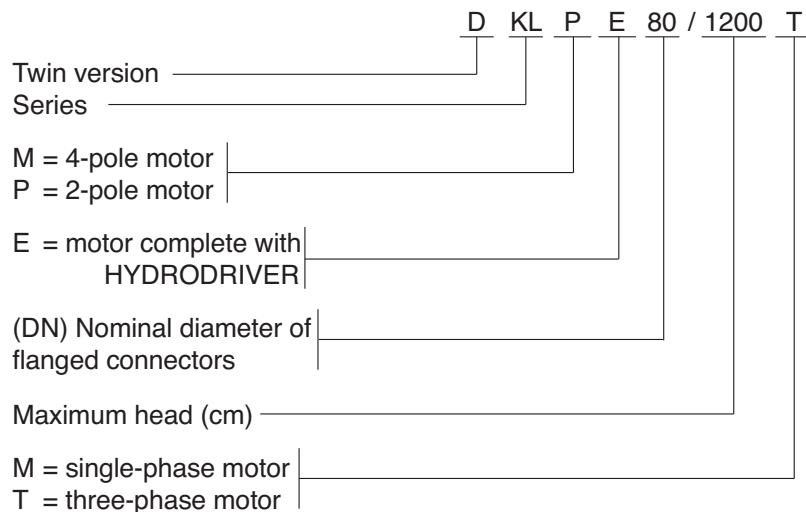 D KL P E 80 / 1200 T
Twin version
Series
M = 4-pole motor
P = 2-pole motor
E = motor complete with
HYDRODRIVER
(DN) Nominal diameter of
flanged connectors
Maximum head (cm)
M = single-phase motor
T = three-phase motor